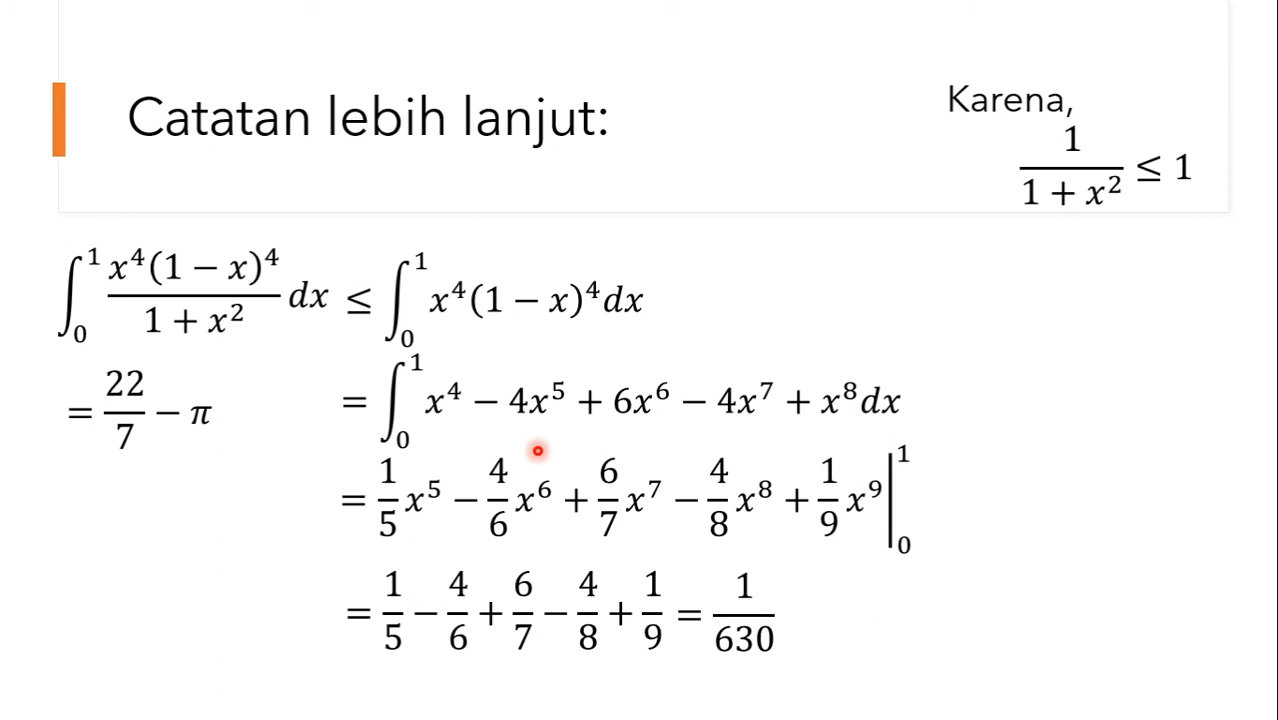 Catatan lebih lanjut:
Karena,
1/(1 + x²) ≤ 1
∫₀¹ x⁴(1 − x)⁴/(1 + x²) dx ≤ ∫₀¹ x⁴(1 − x)⁴dx
= 22/7 − π
= ∫₀¹ x⁴ − 4x⁵ + 6x⁶ − 4x⁷ + x⁸dx
= 1/5 x⁵ − 4/6 x⁶ + 6/7 x⁷ − 4/8 x⁸ + 1/9 x⁹ |₀¹
= 1/5 − 4/6 + 6/7 − 4/8 + 1/9 = 1/630